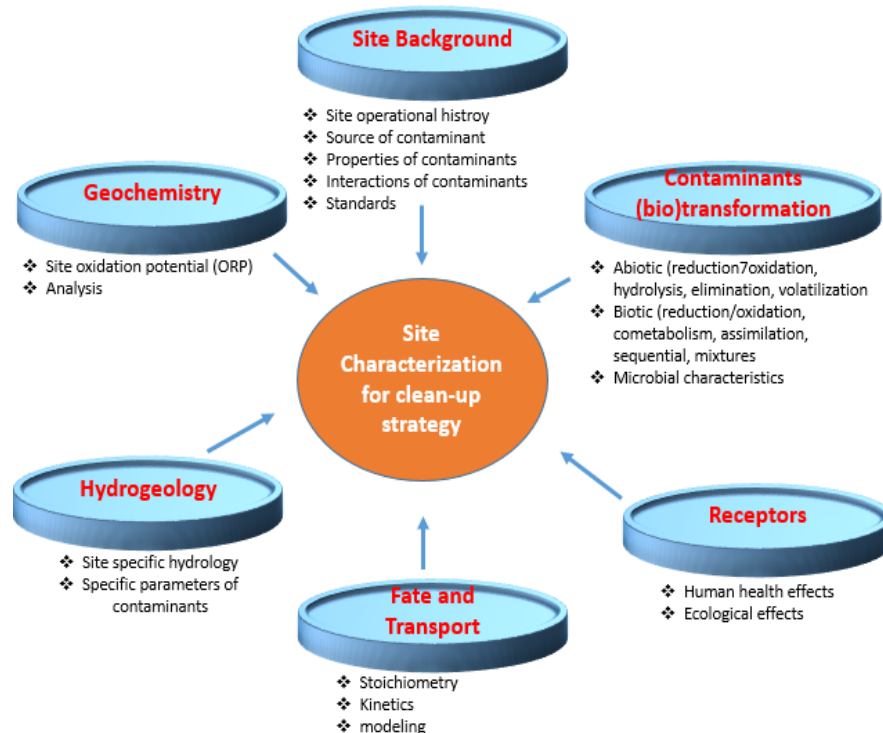 Site Background
❖ Site operational histroy
❖ Source of contaminant
❖ Properties of contaminants
❖ Interactions of contaminants
❖ Standards
Geochemistry
❖ Site oxidation potential (ORP)
❖ Analysis
Contaminants
(bio)transformation
❖ Abiotic (reduction7oxidation,
hydrolysis, elimination, volatilization
❖ Biotic (reduction/oxidation,
cometabolism, assimilation,
sequential, mixtures
❖ Microbial characteristics
Site
Characterization
for clean-up
strategy
Hydrogeology
❖ Site specific hydrology
❖ Specific parameters of
contaminants
Receptors
❖ Human health effects
❖ Ecological effects
Fate and
Transport
❖ Stoichiometry
❖ Kinetics
❖ modeling